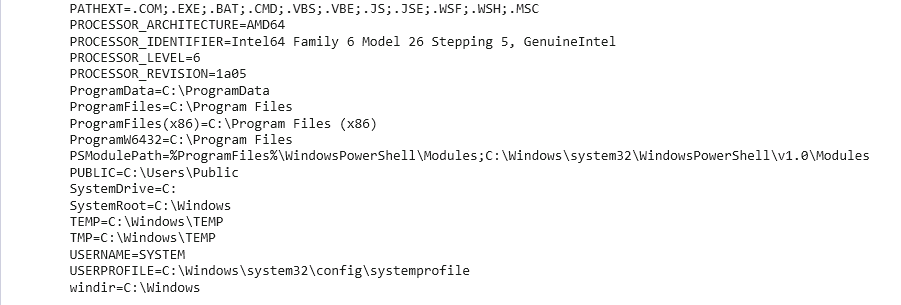 PATHEXT=.COM;.EXE;.BAT;.CMD;.VBS;.VBE;.JS;.JSE;.WSF;.WSH;.MSC
PROCESSOR_ARCHITECTURE=AMD64
PROCESSOR_IDENTIFIER=Intel64 Family 6 Model 26 Stepping 5, GenuineIntel
PROCESSOR_LEVEL=6
PROCESSOR_REVISION=1a05
ProgramData=C:\ProgramData
ProgramFiles=C:\Program Files
ProgramFiles(x86)=C:\Program Files (x86)
ProgramW6432=C:\Program Files
PSModulePath=%ProgramFiles%\WindowsPowerShell\Modules;C:\Windows\system32\WindowsPowerShell\v1.0\Modules
PUBLIC=C:\Users\Public
SystemDrive=C:
SystemRoot=C:\Windows
TEMP=C:\Windows\TEMP
TMP=C:\Windows\TEMP
USERNAME=SYSTEM
USERPROFILE=C:\Windows\system32\config\systemprofile
windir=C:\Windows